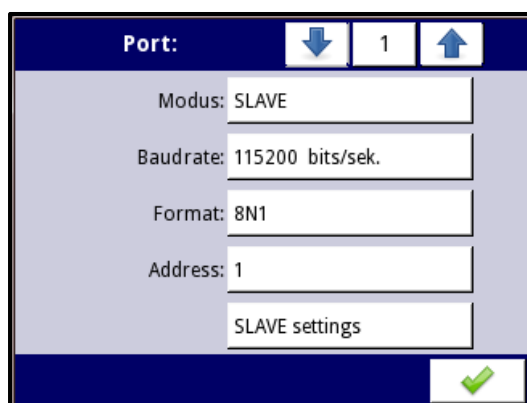 Port: 1
Modus: SLAVE
Baudrate: 115200 bits/sek.
Format: 8N1
Address: 1
SLAVE settings